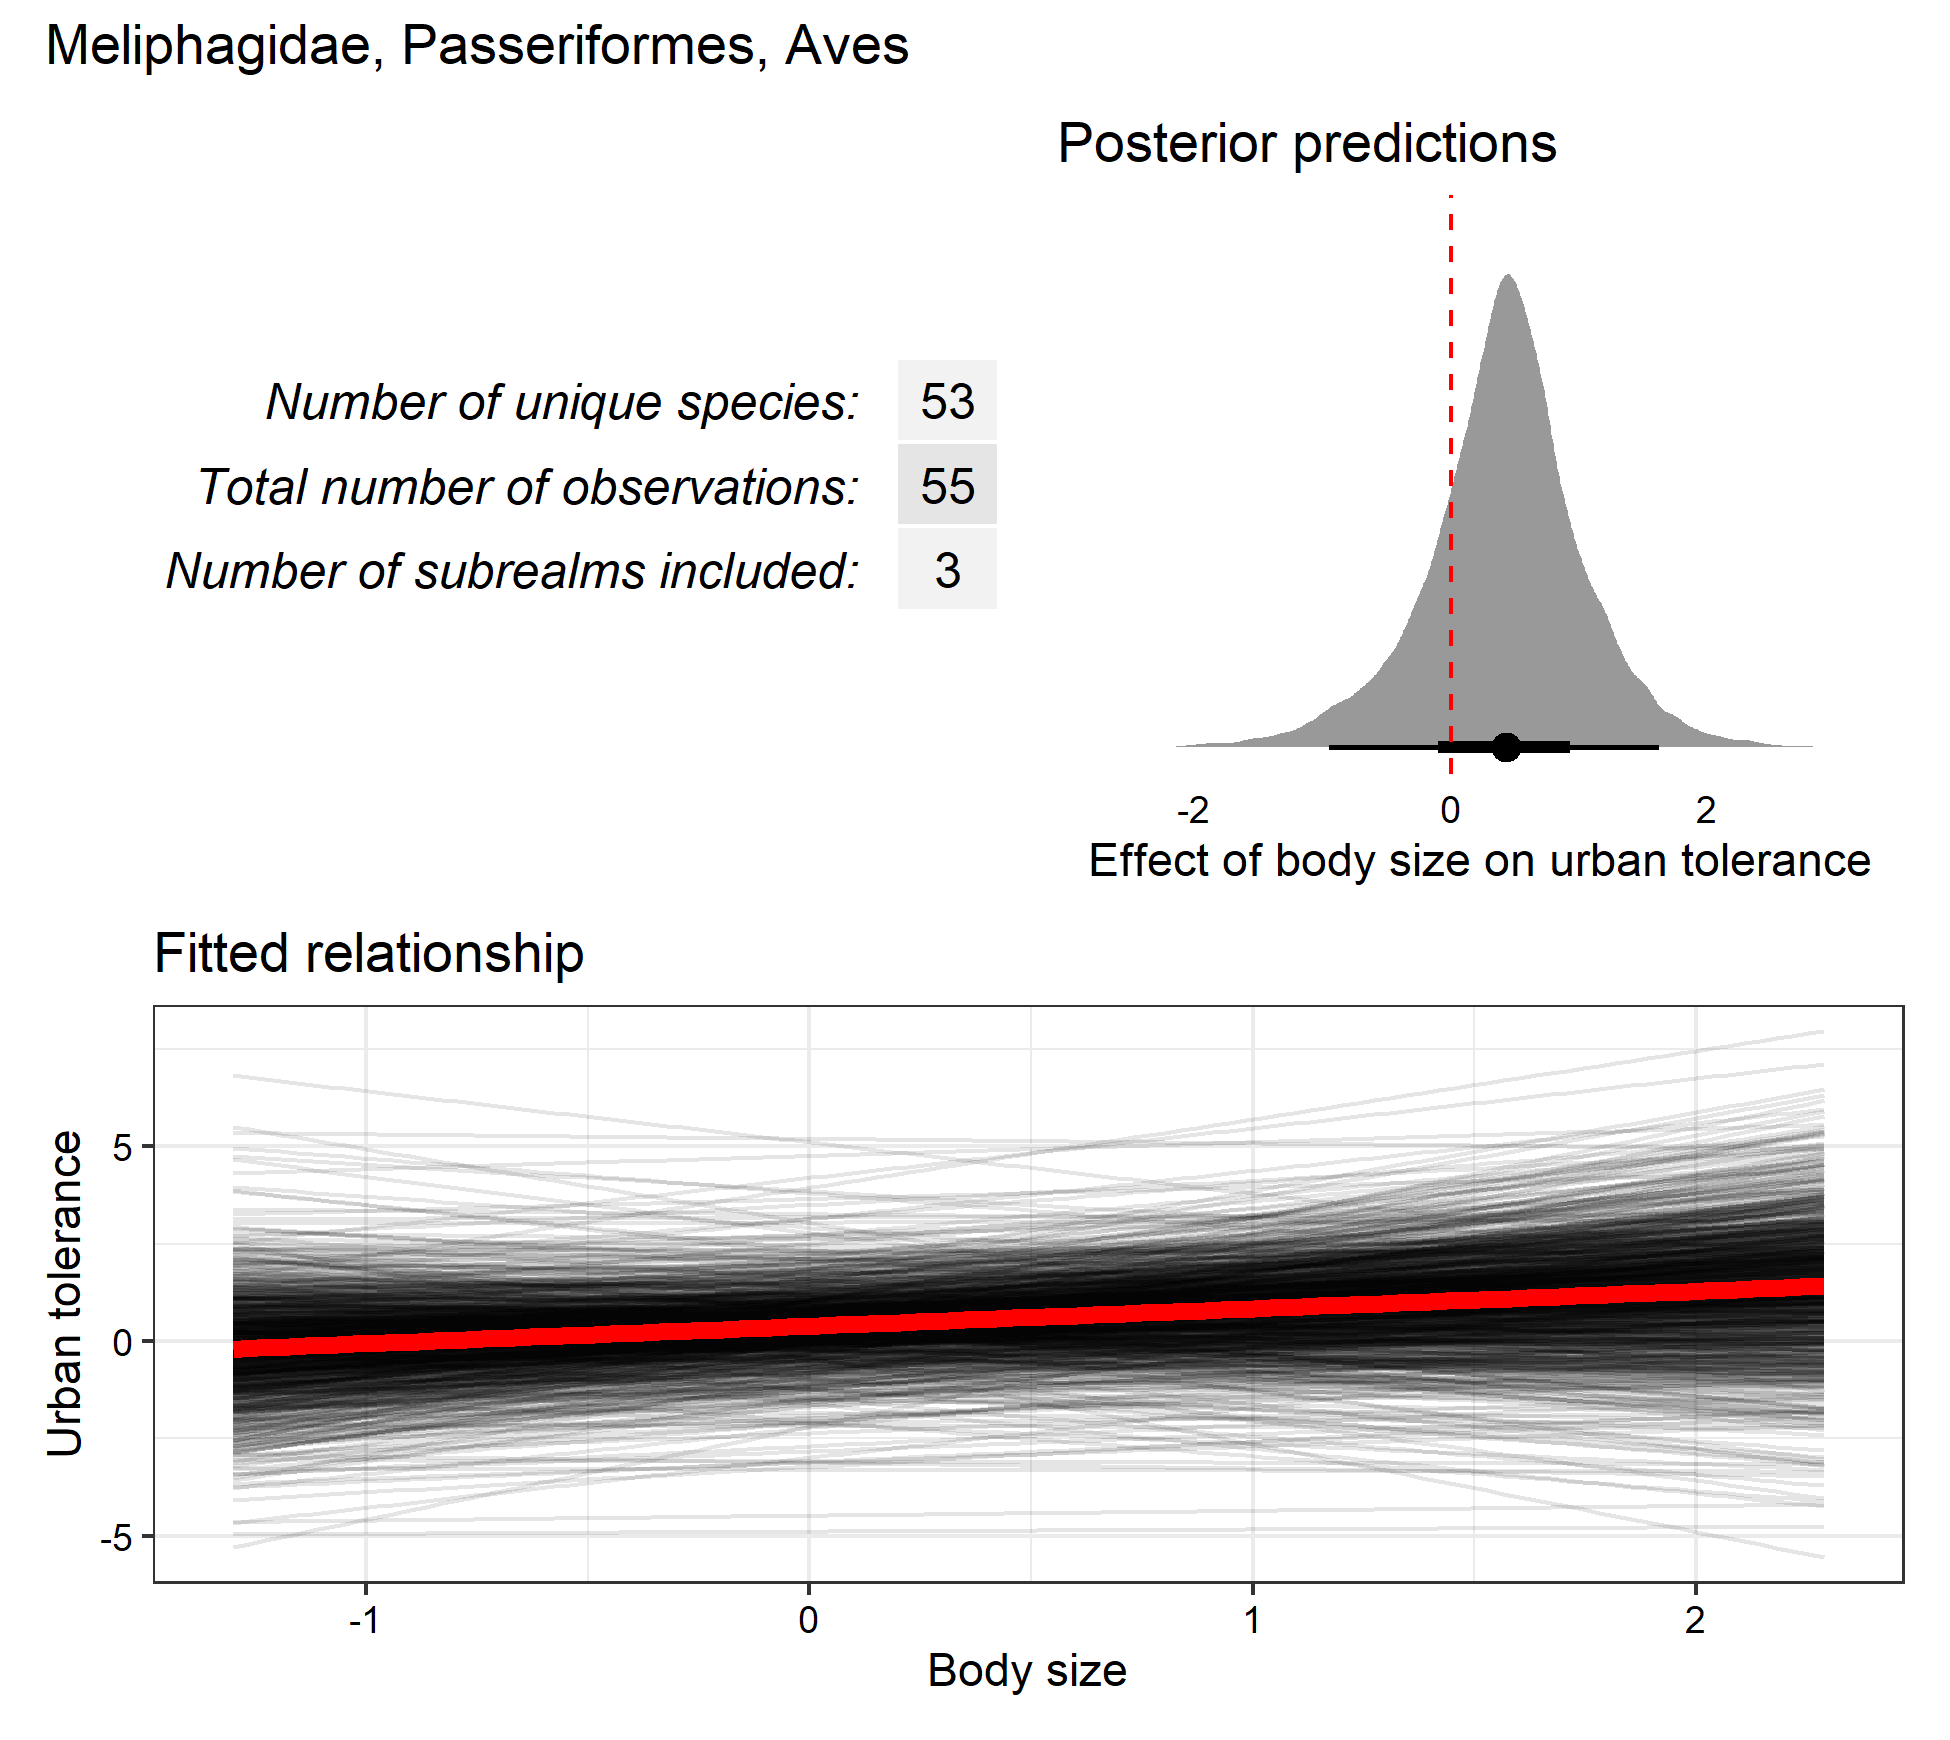 Meliphagidae, Passeriformes, Aves
Posterior predictions
Number of unique species: 53
Total number of observations: 55
Number of subrealms included: 3
-2 0 2
Effect of body size on urban tolerance
Fitted relationship
Urban tolerance
5
0
-5
-1 0 1 2
Body size